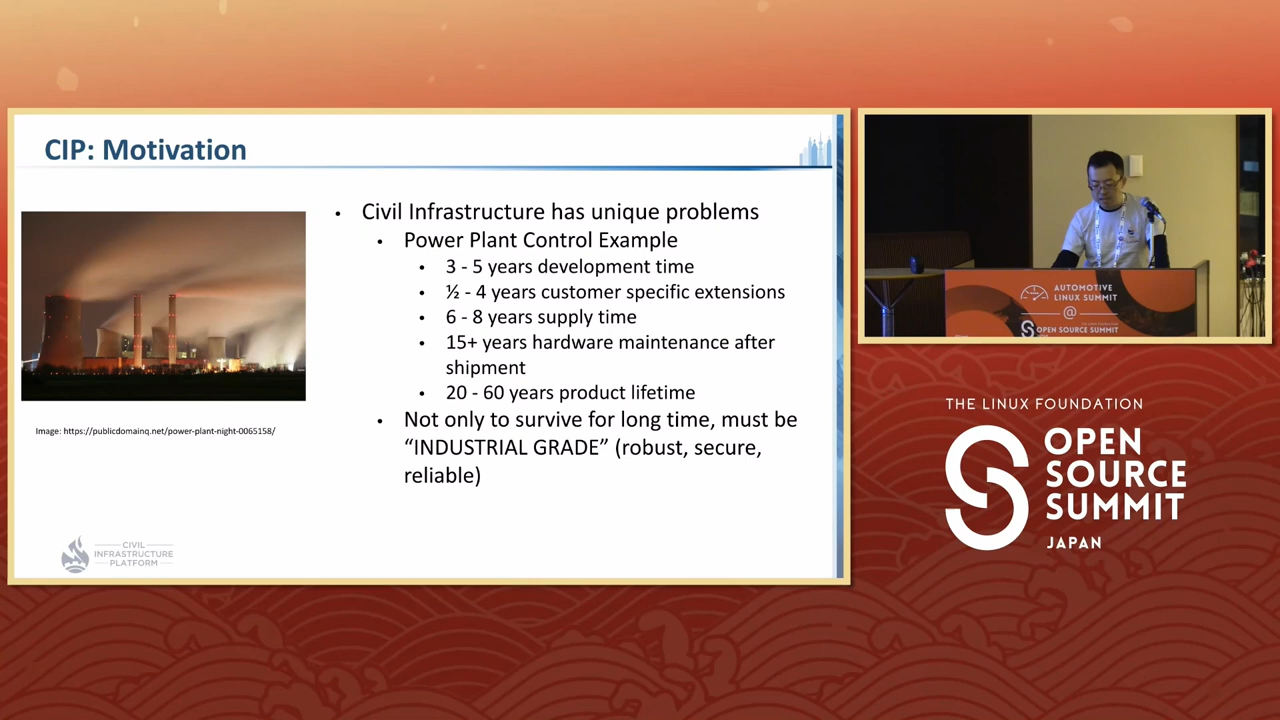 CIP: Motivation
• Civil Infrastructure has unique problems
• Power Plant Control Example
• 3 - 5 years development time
• ½ - 4 years customer specific extensions
• 6 - 8 years supply time
• 15+ years hardware maintenance after
shipment
• 20 - 60 years product lifetime
• Not only to survive for long time, must be
“INDUSTRIAL GRADE” (robust, secure,
reliable)
Image: https://publicdomainq.net/power-plant-night-0065158/
CIVIL
INFRASTRUCTURE
PLATFORM
AUTOMOTIVE
LINUX SUMMIT
@
THE LINUX FOUNDATION
OPEN SOURCE SUMMIT
THE LINUX FOUNDATION
OPEN
SOURCE
SUMMIT
JAPAN